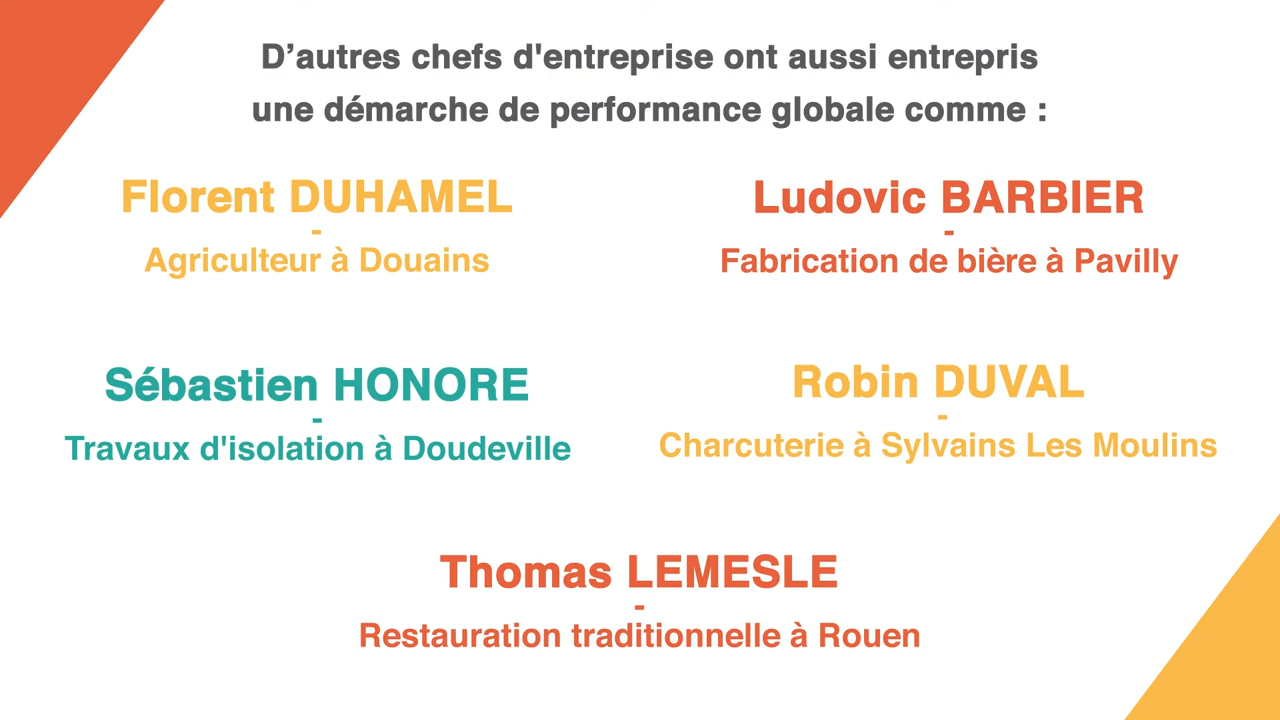 D’autres chefs d'entreprise ont aussi entrepris
une démarche de performance globale comme :
Florent DUHAMEL
-
Agriculteur à Douains
Ludovic BARBIER
-
Fabrication de bière à Pavilly
Sébastien HONORE
-
Travaux d'isolation à Doudeville
Robin DUVAL
-
Charcuterie à Sylvains Les Moulins
Thomas LEMESLE
-
Restauration traditionnelle à Rouen